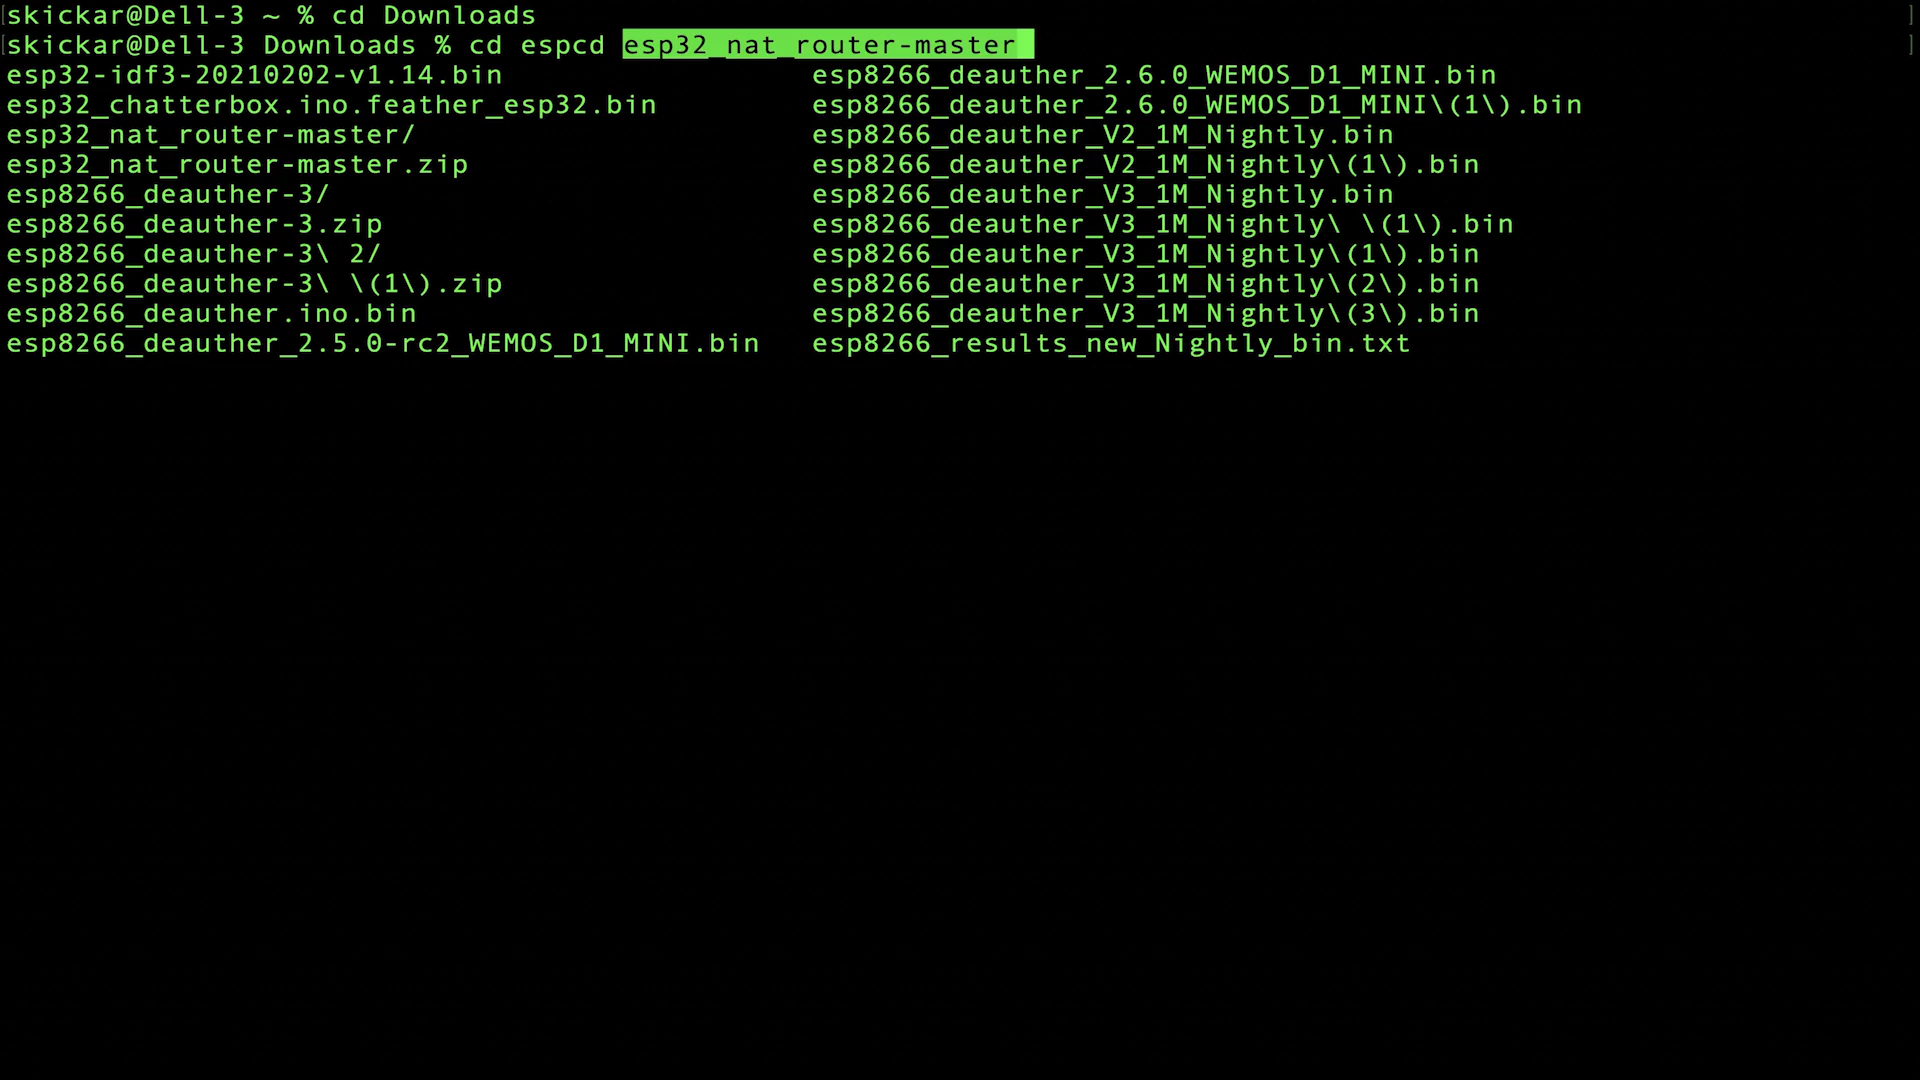 [skickar@Dell-3 ~ % cd Downloads ]
[skickar@Dell-3 Downloads % cd espcd esp32_nat_router-master ]
esp32-idf3-20210202-v1.14.bin esp8266_deauther_2.6.0_WEMOS_D1_MINI.bin
esp32_chatterbox.ino.feather_esp32.bin esp8266_deauther_2.6.0_WEMOS_D1_MINI\(1\).bin
esp32_nat_router-master/ esp8266_deauther_V2_1M_Nightly.bin
esp32_nat_router-master.zip esp8266_deauther_V2_1M_Nightly\(1\).bin
esp8266_deauther-3/ esp8266_deauther_V3_1M_Nightly.bin
esp8266_deauther-3.zip esp8266_deauther_V3_1M_Nightly\ \(1\).bin
esp8266_deauther-3\ 2/ esp8266_deauther_V3_1M_Nightly\(1\).bin
esp8266_deauther-3\ \(1\).zip esp8266_deauther_V3_1M_Nightly\(2\).bin
esp8266_deauther.ino.bin esp8266_deauther_V3_1M_Nightly\(3\).bin
esp8266_deauther_2.5.0-rc2_WEMOS_D1_MINI.bin esp8266_results_new_Nightly_bin.txt